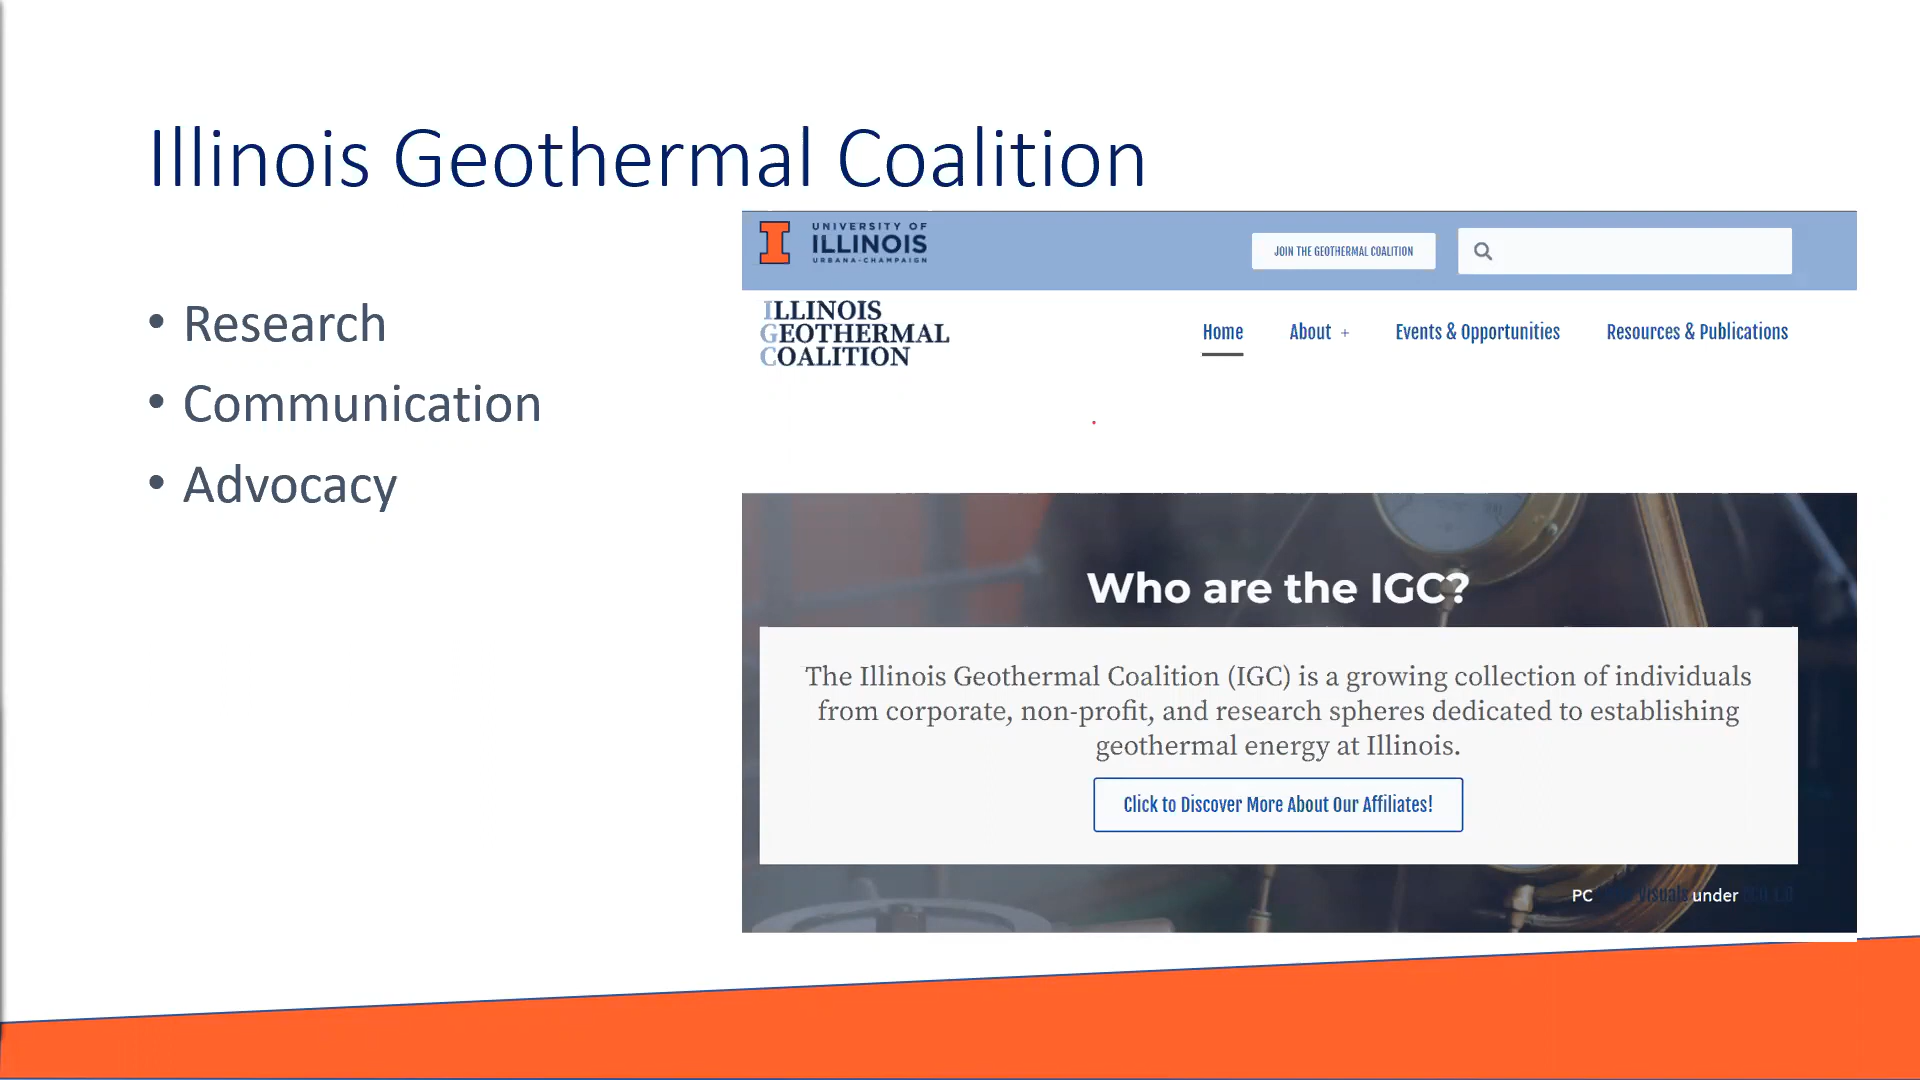 Illinois Geothermal Coalition
• Research
• Communication
• Advocacy
UNIVERSITY OF
ILLINOIS
URBANA-CHAMPAIGN
JOIN THE GEOTHERMAL COALITION
ILLINOIS
GEOTHERMAL
COALITION
Home About + Events & Opportunities Resources & Publications
Who are the IGC?
The Illinois Geothermal Coalition (IGC) is a growing collection of individuals
from corporate, non-profit, and research spheres dedicated to establishing
geothermal energy at Illinois.
Click to Discover More About Our Affiliates!
PC Visuals under